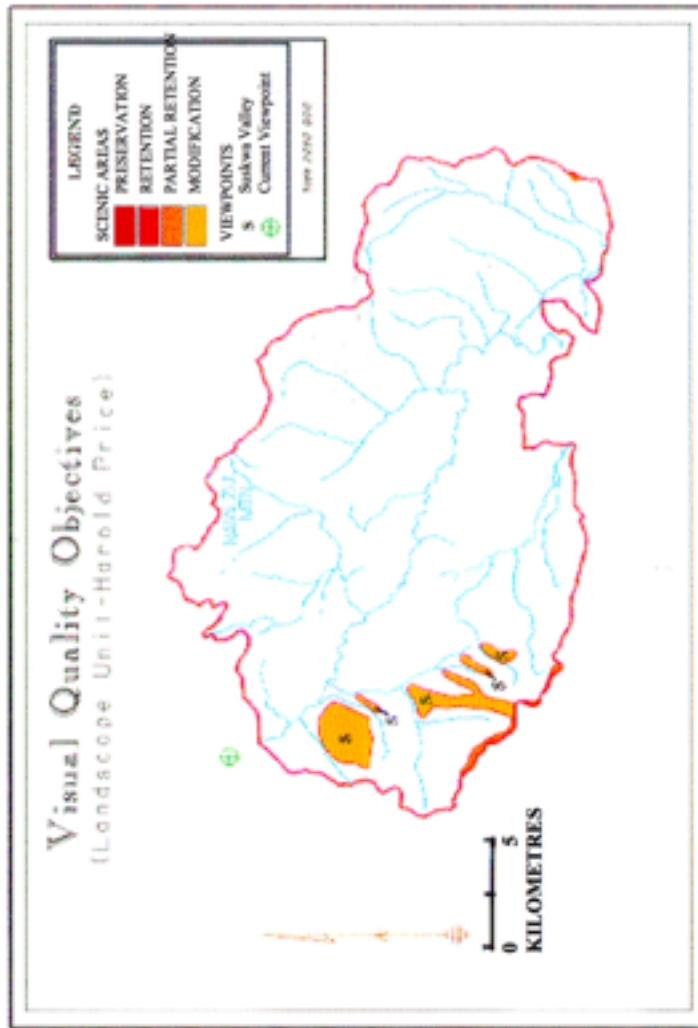 Visual Quality Objectives
(Landscape Unit-Harold Price)
LEGEND
SCENIC AREAS
PRESERVATION
RETENTION
PARTIAL RETENTION
MODIFICATION
VIEWPOINTS
S Suskwa Valley
Current Viewpoint
S
S
S
S
S
0 5
KILOMETRES